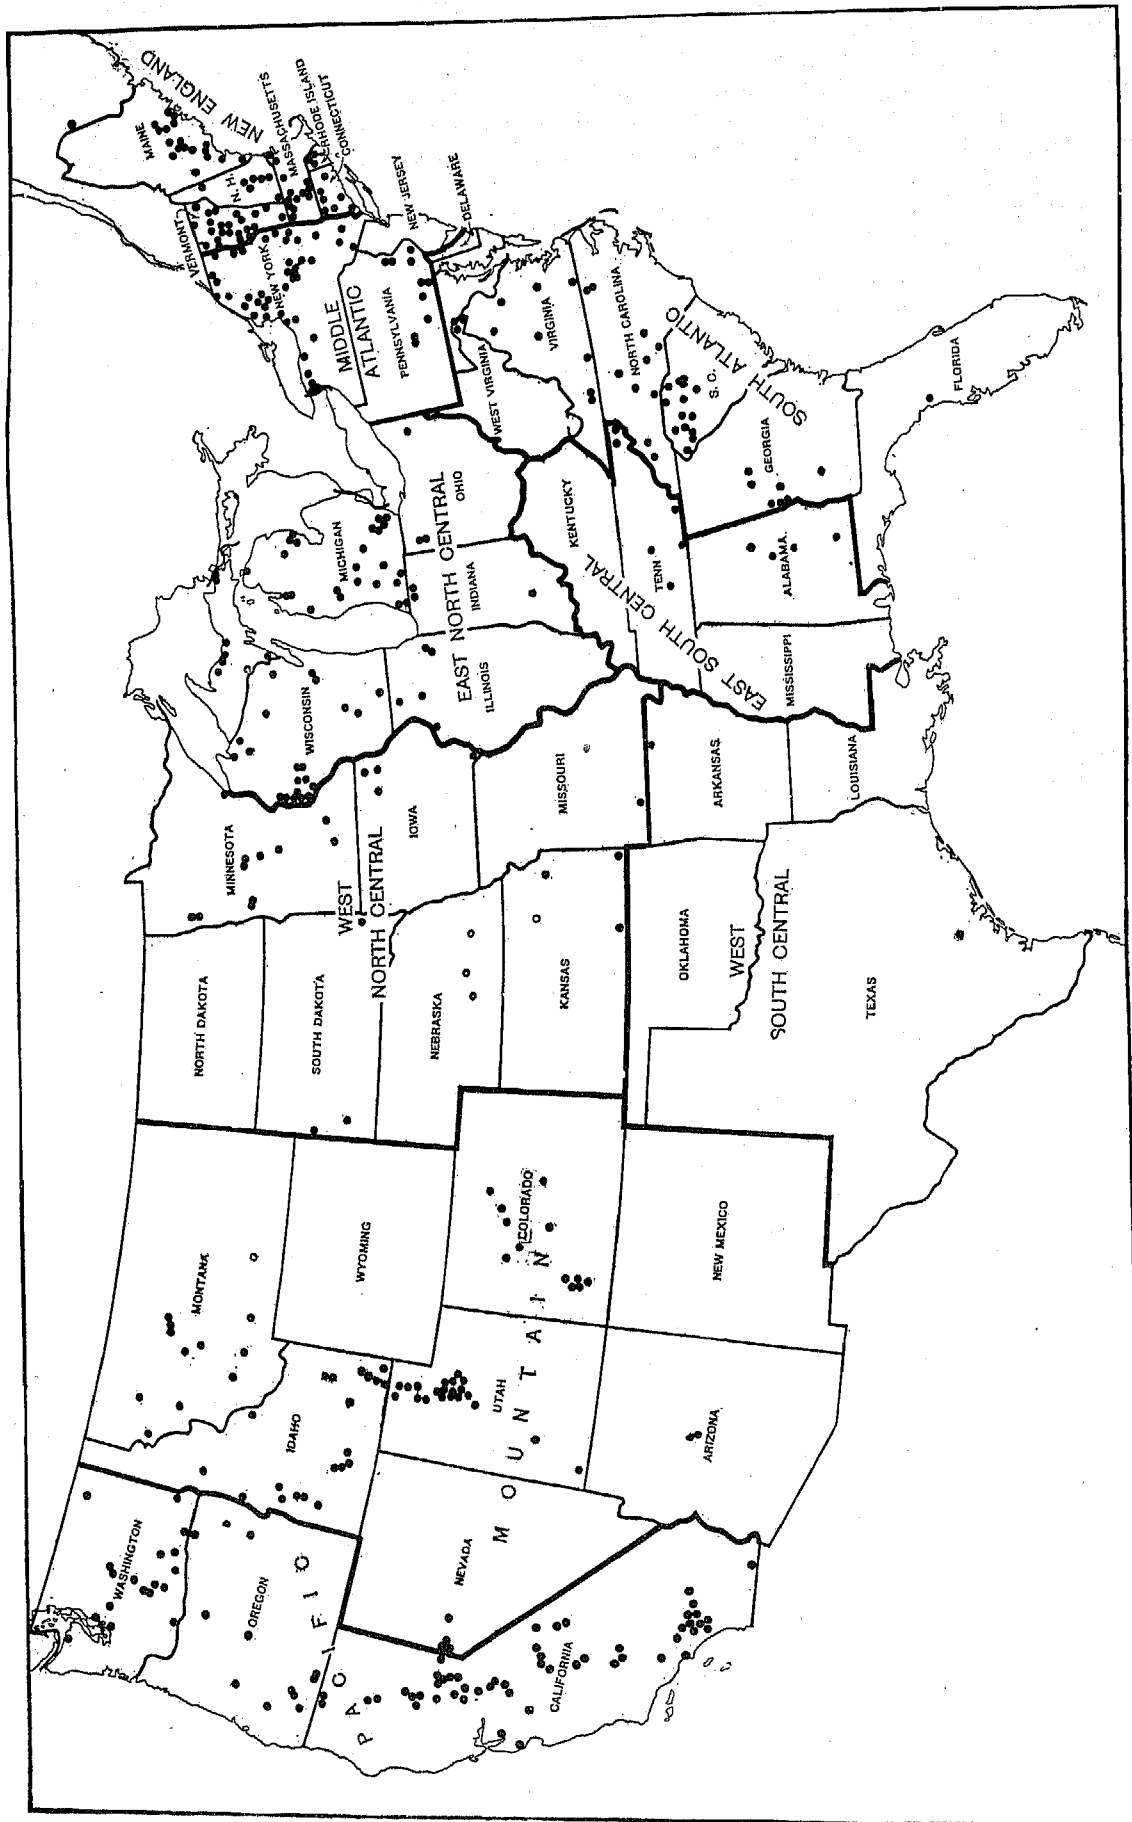 WASHINGTON
OREGON
CALIFORNIA
PACIFIC
NEVADA
IDAHO
MONTANA
WYOMING
UTAH
COLORADO
ARIZONA
NEW MEXICO
MOUNTAIN
NORTH DAKOTA
SOUTH DAKOTA
NEBRASKA
KANSAS
MINNESOTA
IOWA
MISSOURI
WEST
NORTH CENTRAL
OKLAHOMA
TEXAS
ARKANSAS
LOUISIANA
WEST
SOUTH CENTRAL
WISCONSIN
MICHIGAN
ILLINOIS
INDIANA
OHIO
EAST NORTH CENTRAL
KENTUCKY
TENN
MISSISSIPPI
ALABAMA
EAST SOUTH CENTRAL
WEST VIRGINIA
VIRGINIA
NORTH CAROLINA
S. C.
GEORGIA
FLORIDA
SOUTH ATLANTIC
DELAWARE
NEW JERSEY
PENNSYLVANIA
NEW YORK
MIDDLE
ATLANTIC
VERMONT
N. H.
MAINE
MASSACHUSETTS
RHODE ISLAND
CONNECTICUT
NEW ENGLAND